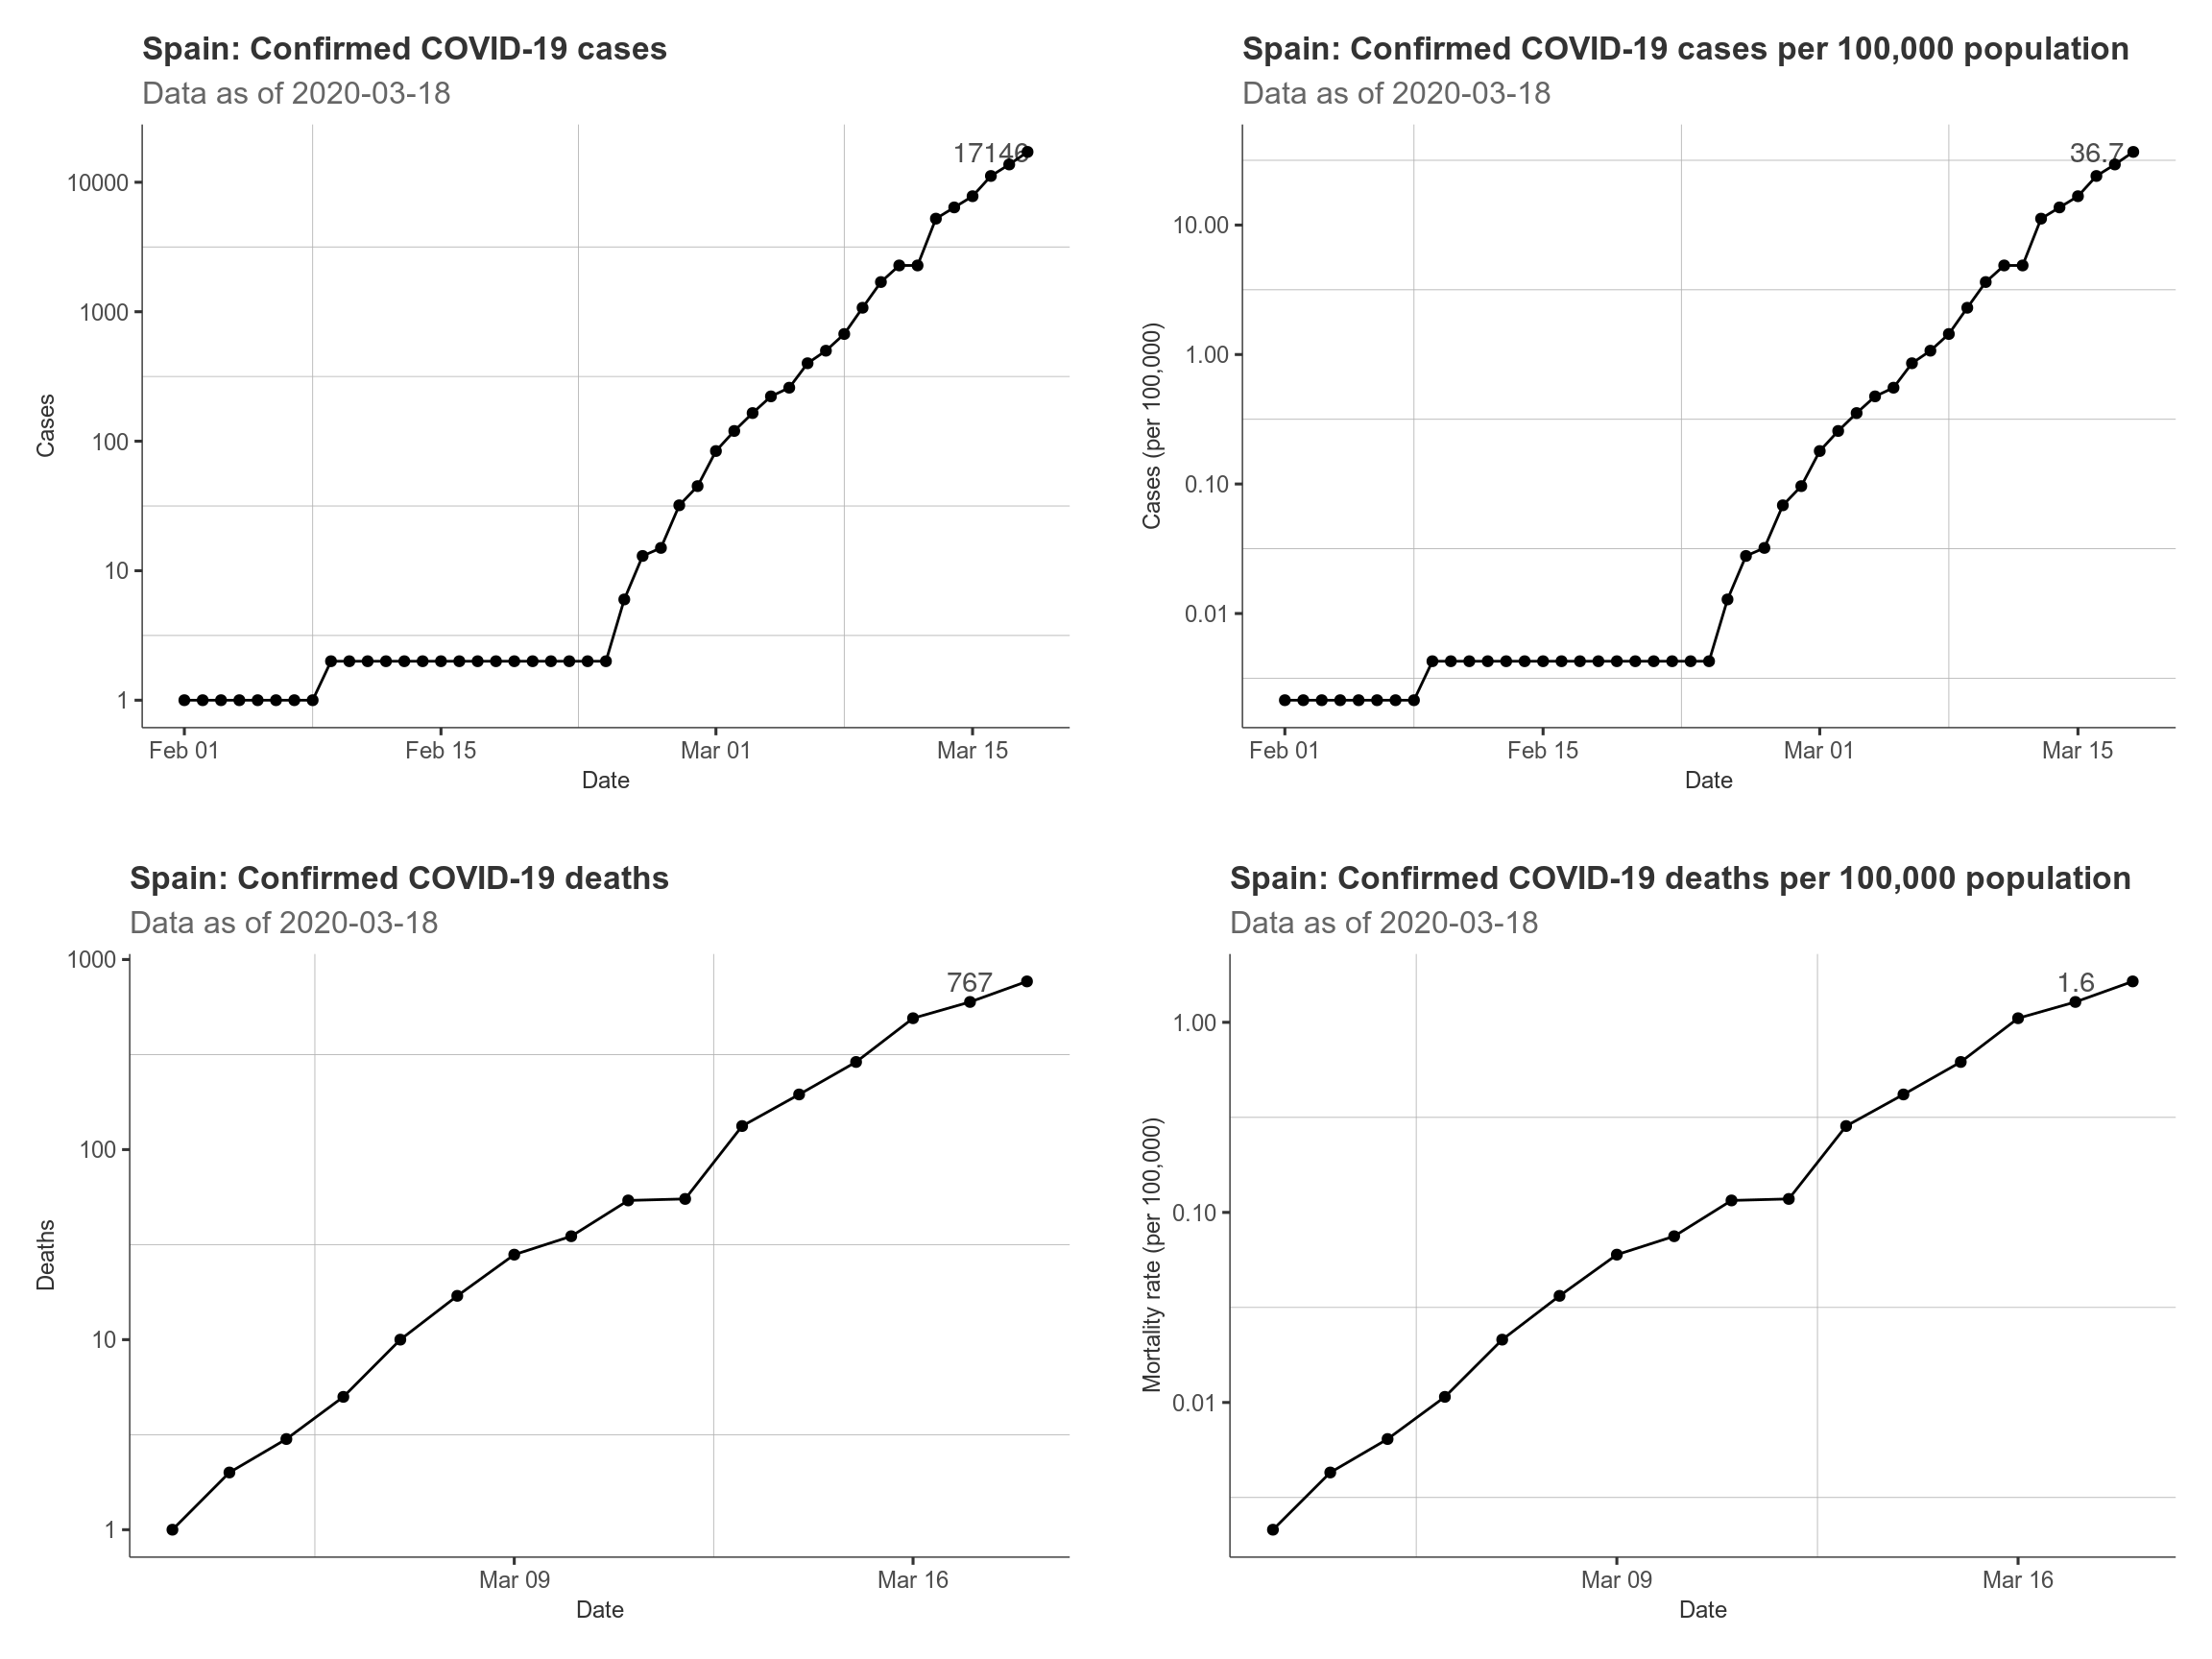 Spain: Confirmed COVID-19 cases
Data as of 2020-03-18
17146
10000
1000
100
10
1
Cases
Feb 01 Feb 15 Mar 01 Mar 15
Date
Spain: Confirmed COVID-19 cases per 100,000 population
Data as of 2020-03-18
36.7
10.00
1.00
0.10
0.01
Cases (per 100,000)
Feb 01 Feb 15 Mar 01 Mar 15
Date
Spain: Confirmed COVID-19 deaths
Data as of 2020-03-18
1000
767
100
10
1
Deaths
Mar 09 Mar 16
Date
Spain: Confirmed COVID-19 deaths per 100,000 population
Data as of 2020-03-18
1.6
1.00
0.10
0.01
Mortality rate (per 100,000)
Mar 09 Mar 16
Date